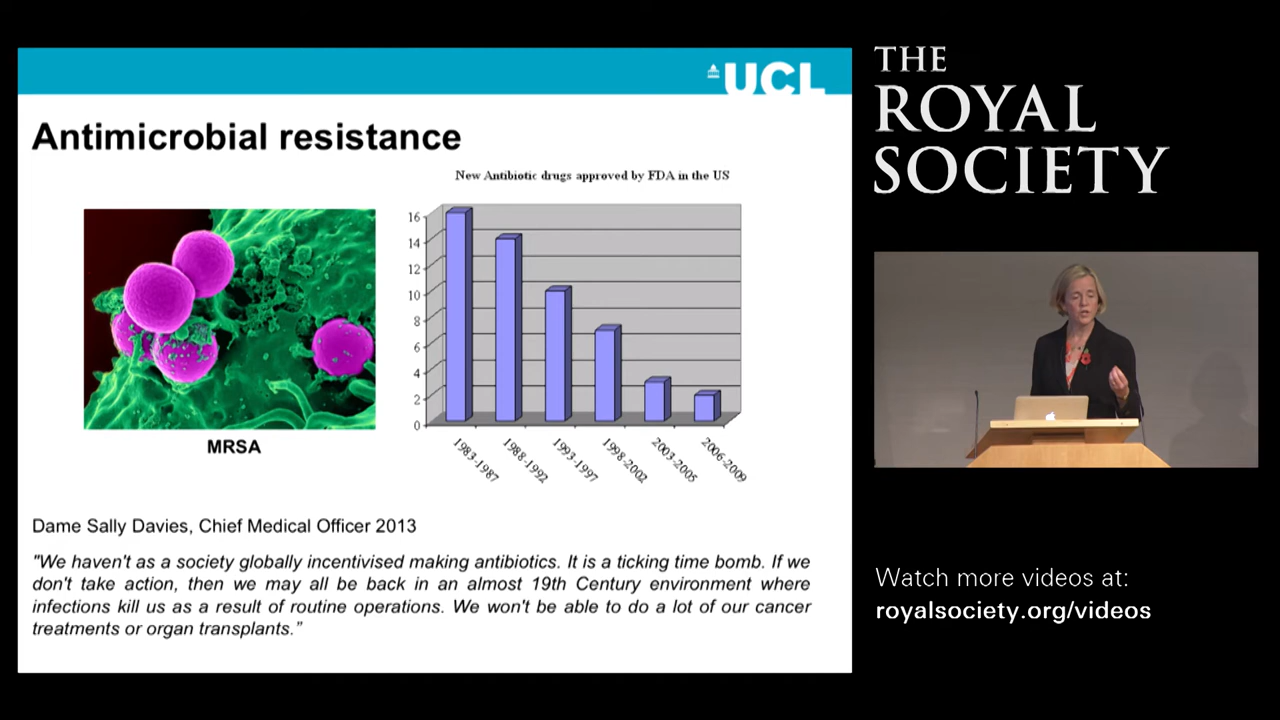 UCL
Antimicrobial resistance
New Antibiotic drugs approved by FDA in the US
16
14
12
10
8
6
4
2
0
1983-1987
1988-1992
1993-1997
1998-2002
2003-2005
2006-2009
MRSA
Dame Sally Davies, Chief Medical Officer 2013
"We haven't as a society globally incentivised making antibiotics. It is a ticking time bomb. If we
don't take action, then we may all be back in an almost 19th Century environment where
infections kill us as a result of routine operations. We won't be able to do a lot of our cancer
treatments or organ transplants.”
THE
ROYAL
SOCIETY
Watch more videos at:
royalsociety.org/videos